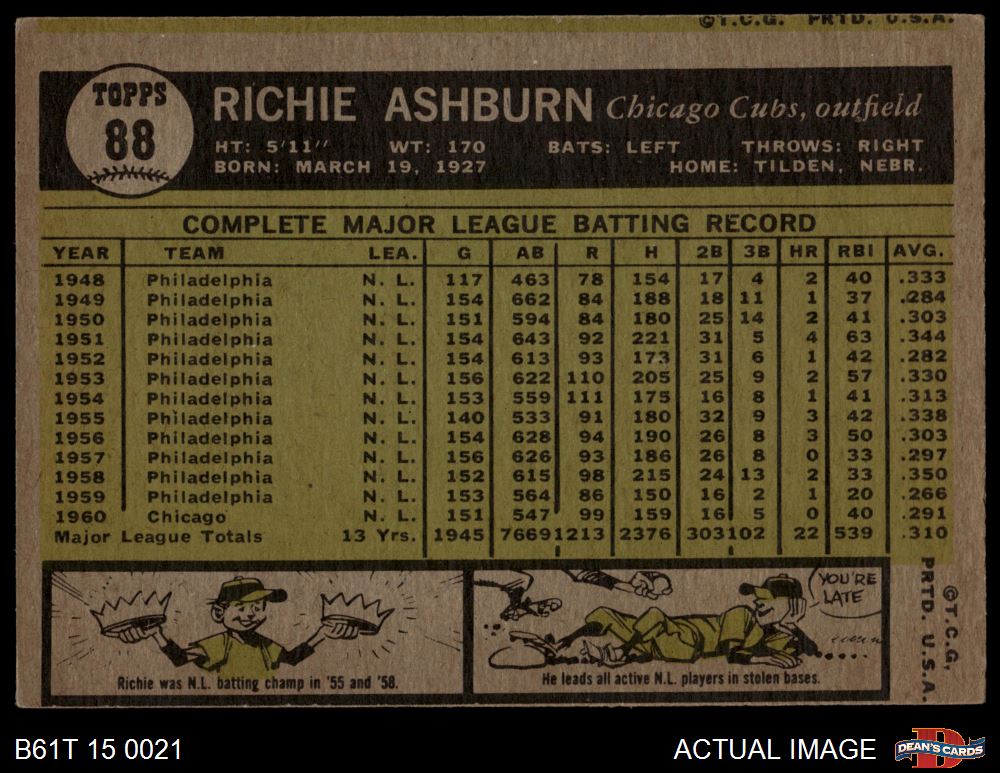 ©T.C.G. PRTD. U.S.A.
TOPPS
88
RICHIE ASHBURN Chicago Cubs, outfield
HT: 5'11" WT: 170 BATS: LEFT THROWS: RIGHT
BORN: MARCH 19, 1927 HOME: TILDEN, NEBR.
COMPLETE MAJOR LEAGUE BATTING RECORD
YEAR TEAM LEA. G AB R H 2B 3B HR RBI AVG.
1948 Philadelphia N. L. 117 463 78 154 17 4 2 40 .333
1949 Philadelphia N. L. 154 662 84 188 18 11 1 37 .284
1950 Philadelphia N. L. 151 594 84 180 25 14 2 41 .303
1951 Philadelphia N. L. 154 643 92 221 31 5 4 63 .344
1952 Philadelphia N. L. 154 613 93 173 31 6 1 42 .282
1953 Philadelphia N. L. 156 622 110 205 25 9 2 57 .330
1954 Philadelphia N. L. 153 559 111 175 16 8 1 41 .313
1955 Philadelphia N. L. 140 533 91 180 32 9 3 42 .338
1956 Philadelphia N. L. 154 628 94 190 26 8 3 50 .303
1957 Philadelphia N. L. 156 626 93 186 26 8 0 33 .297
1958 Philadelphia N. L. 152 615 98 215 24 13 2 33 .350
1959 Philadelphia N. L. 153 564 86 150 16 2 1 20 .266
1960 Chicago N. L. 151 547 99 159 16 5 0 40 .291
Major League Totals 13 Yrs. 1945 7669 1213 2376 303 102 22 539 .310
YOU'RE
LATE
Richie was N.L. batting champ in '55 and '58.
He leads all active N.L. players in stolen bases.
©T.C.G.
PRTD. U.S.A.
B61T 15 0021
ACTUAL IMAGE
DEAN'S CARDS